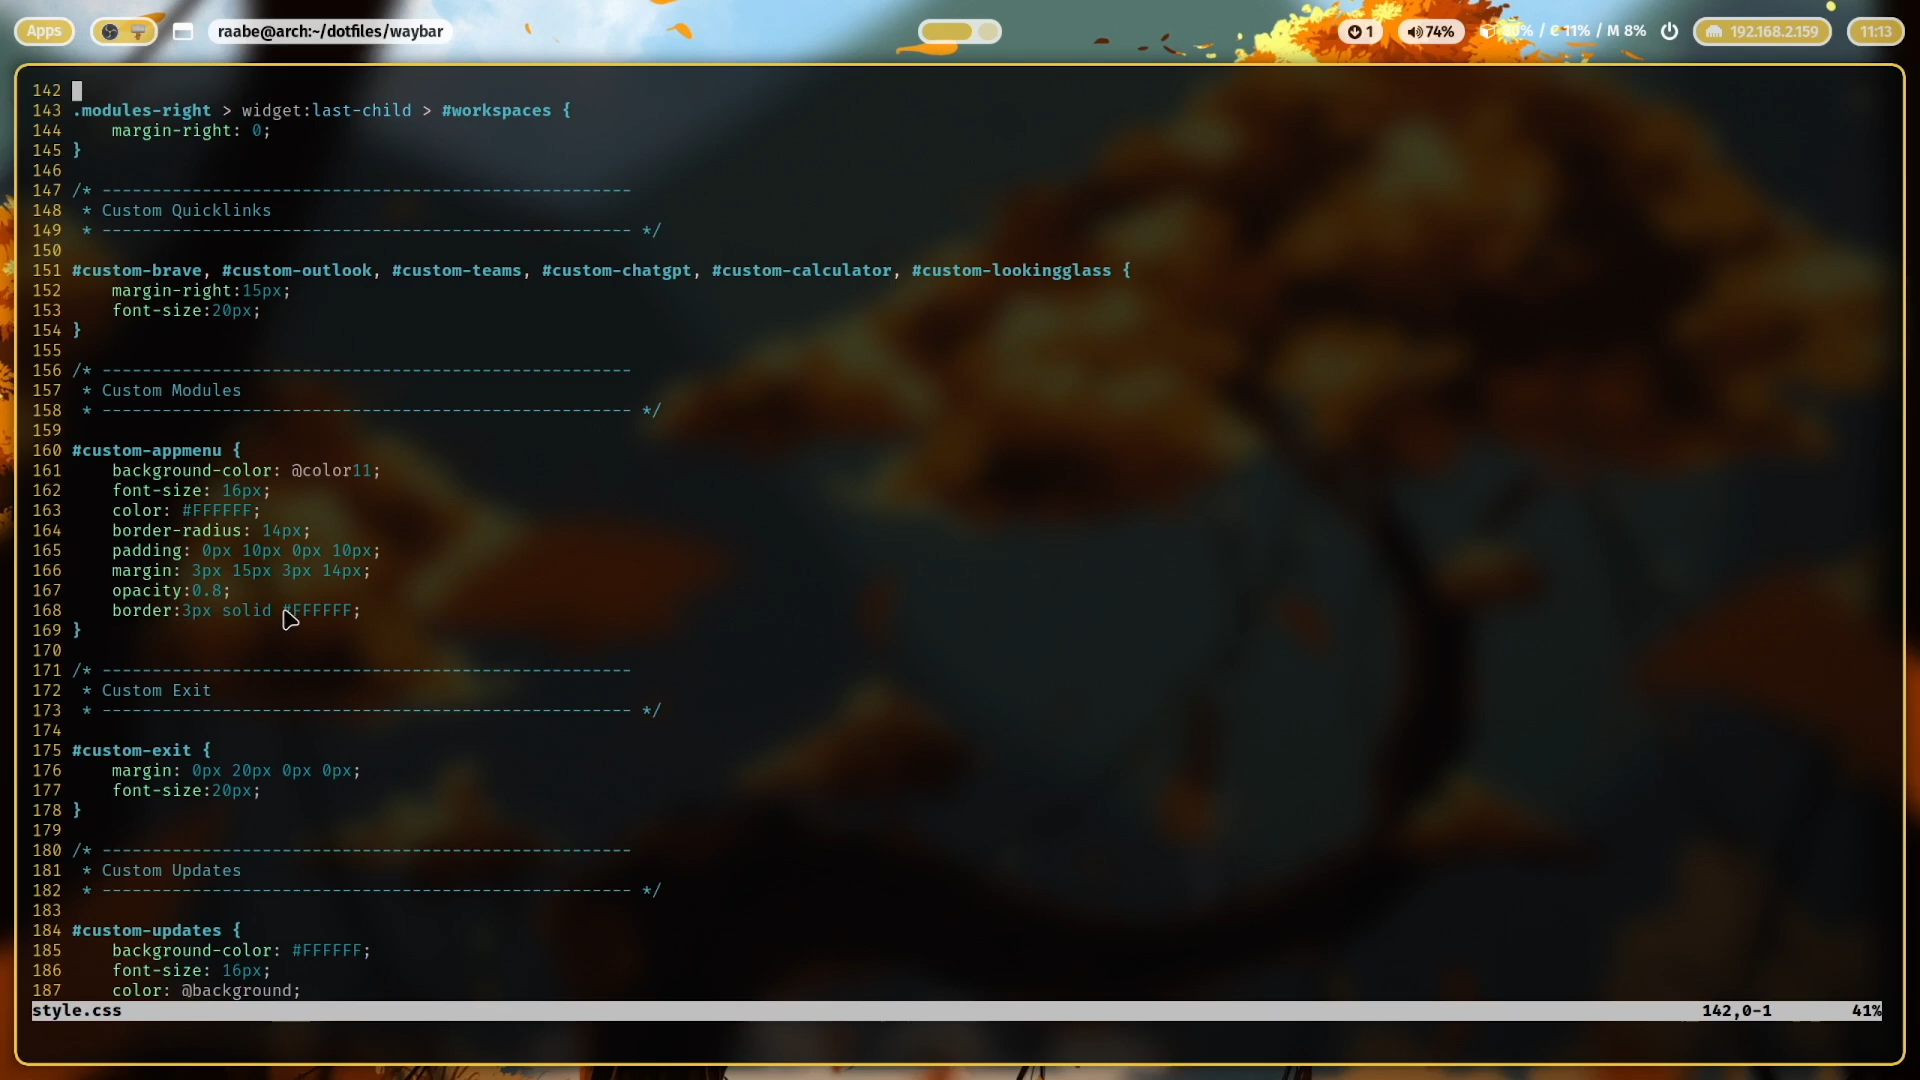 Apps
raabe@arch:~/dotfiles/waybar
1
74%
/ C 11% / M 8%
192.168.2.159
11:13
142
143 .modules-right > widget:last-child > #workspaces {
144     margin-right: 0;
145 }
146
147 /* -----------------------------------------------------
148  * Custom Quicklinks
149  * ----------------------------------------------------- */
150
151 #custom-brave, #custom-outlook, #custom-teams, #custom-chatgpt, #custom-calculator, #custom-lookingglass {
152     margin-right:15px;
153     font-size:20px;
154 }
155
156 /* -----------------------------------------------------
157  * Custom Modules
158  * ----------------------------------------------------- */
159
160 #custom-appmenu {
161     background-color: @color11;
162     font-size: 16px;
163     color: #FFFFFF;
164     border-radius: 14px;
165     padding: 0px 10px 0px 10px;
166     margin: 3px 15px 3px 14px;
167     opacity:0.8;
168     border:3px solid #FFFFFF;
169 }
170
171 /* -----------------------------------------------------
172  * Custom Exit
173  * ----------------------------------------------------- */
174
175 #custom-exit {
176     margin: 0px 20px 0px 0px;
177     font-size:20px;
178 }
179
180 /* -----------------------------------------------------
181  * Custom Updates
182  * ----------------------------------------------------- */
183
184 #custom-updates {
185     background-color: #FFFFFF;
186     font-size: 16px;
187     color: @background;
style.css 142,0-1 41%